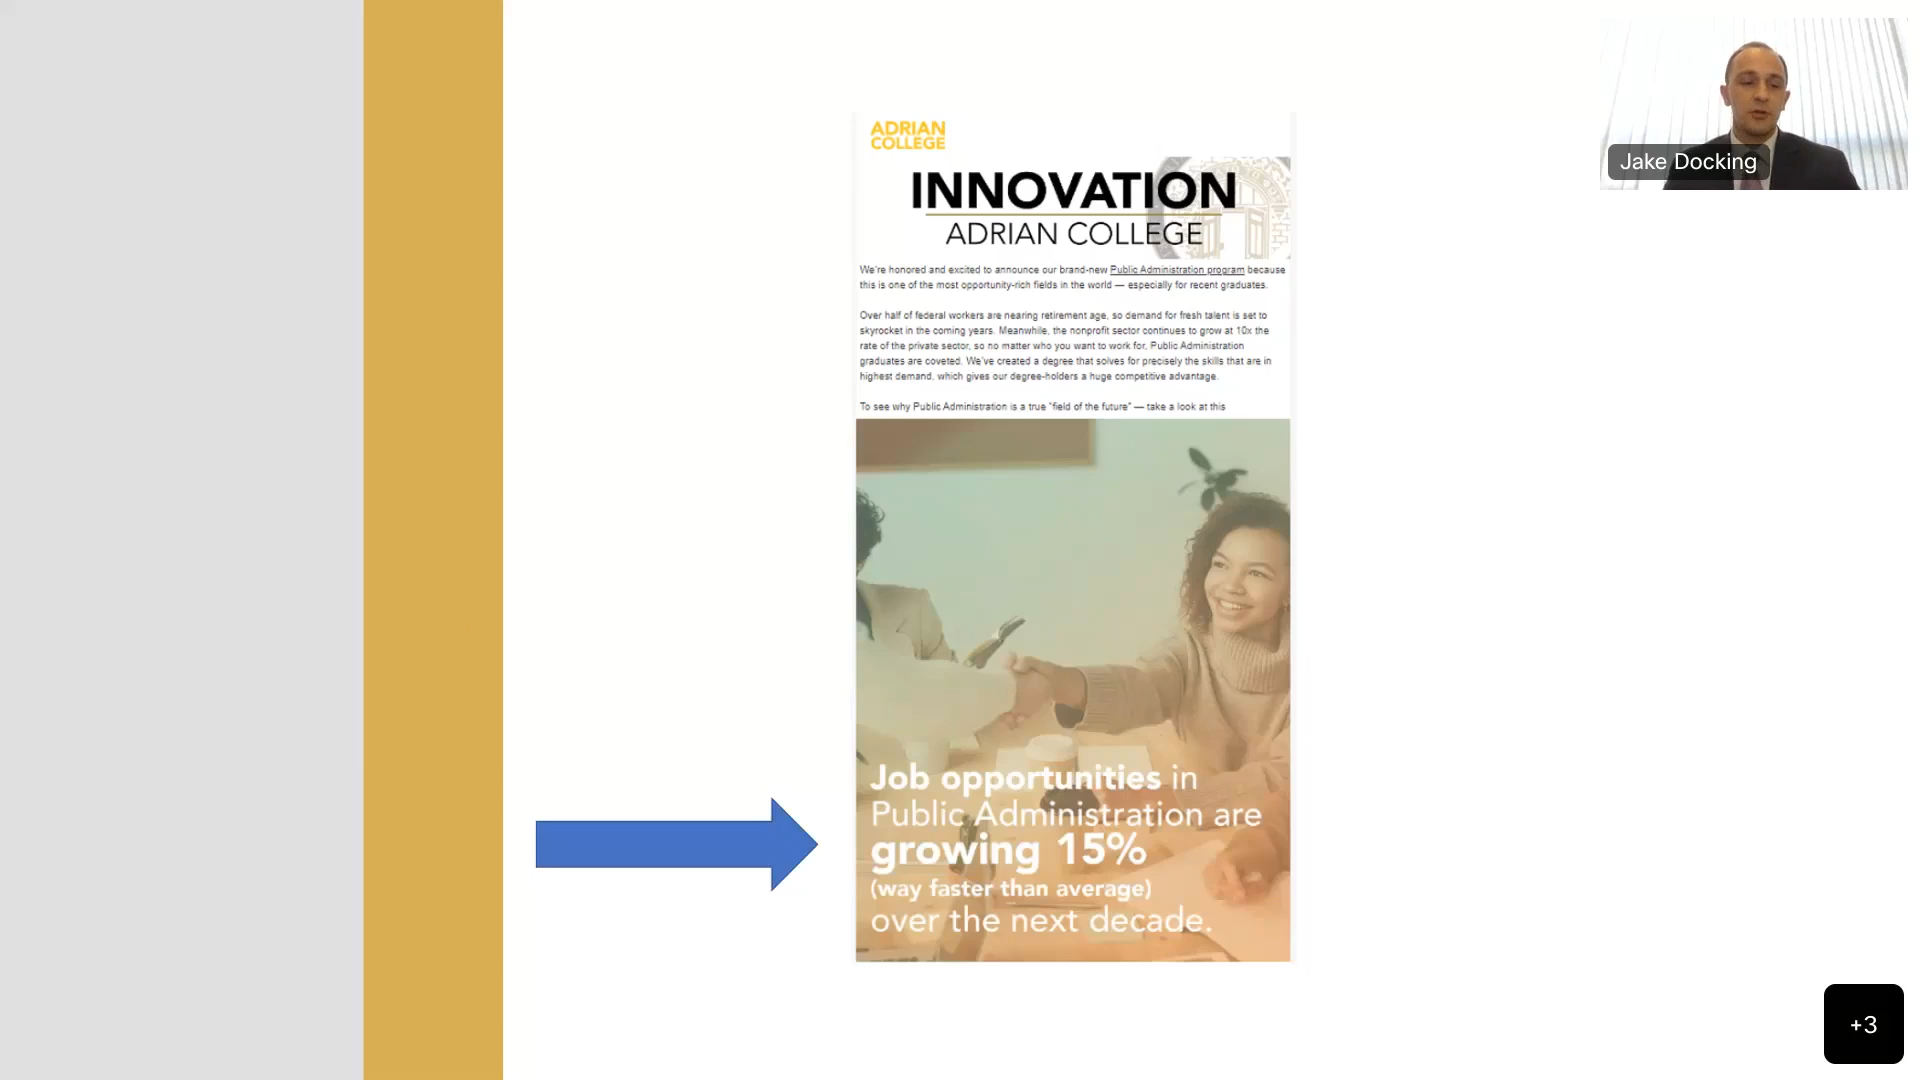 ADRIAN
COLLEGE
INNOVATION
ADRIAN COLLEGE
We're honored and excited to announce our brand-new Public Administration program because
this is one of the most opportunity-rich fields in the world — especially for recent graduates.
Over half of federal workers are nearing retirement age, so demand for fresh talent is set to
skyrocket in the coming years. Meanwhile, the nonprofit sector continues to grow at 10x the
rate of the private sector, so no matter who you want to work for, Public Administration
graduates are coveted. We've created a degree that solves for precisely the skills that are in
highest demand, which gives our degree-holders a huge competitive advantage.
To see why Public Administration is a true "field of the future" — take a look at this
Job opportunities in
Public Administration are
growing 15%
(way faster than average)
over the next decade.
Jake Docking
+3